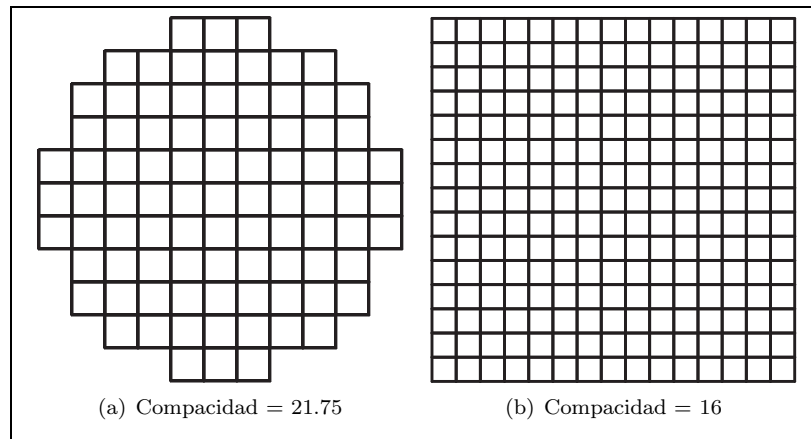 (a) Compacidad = 21.75
(b) Compacidad = 16